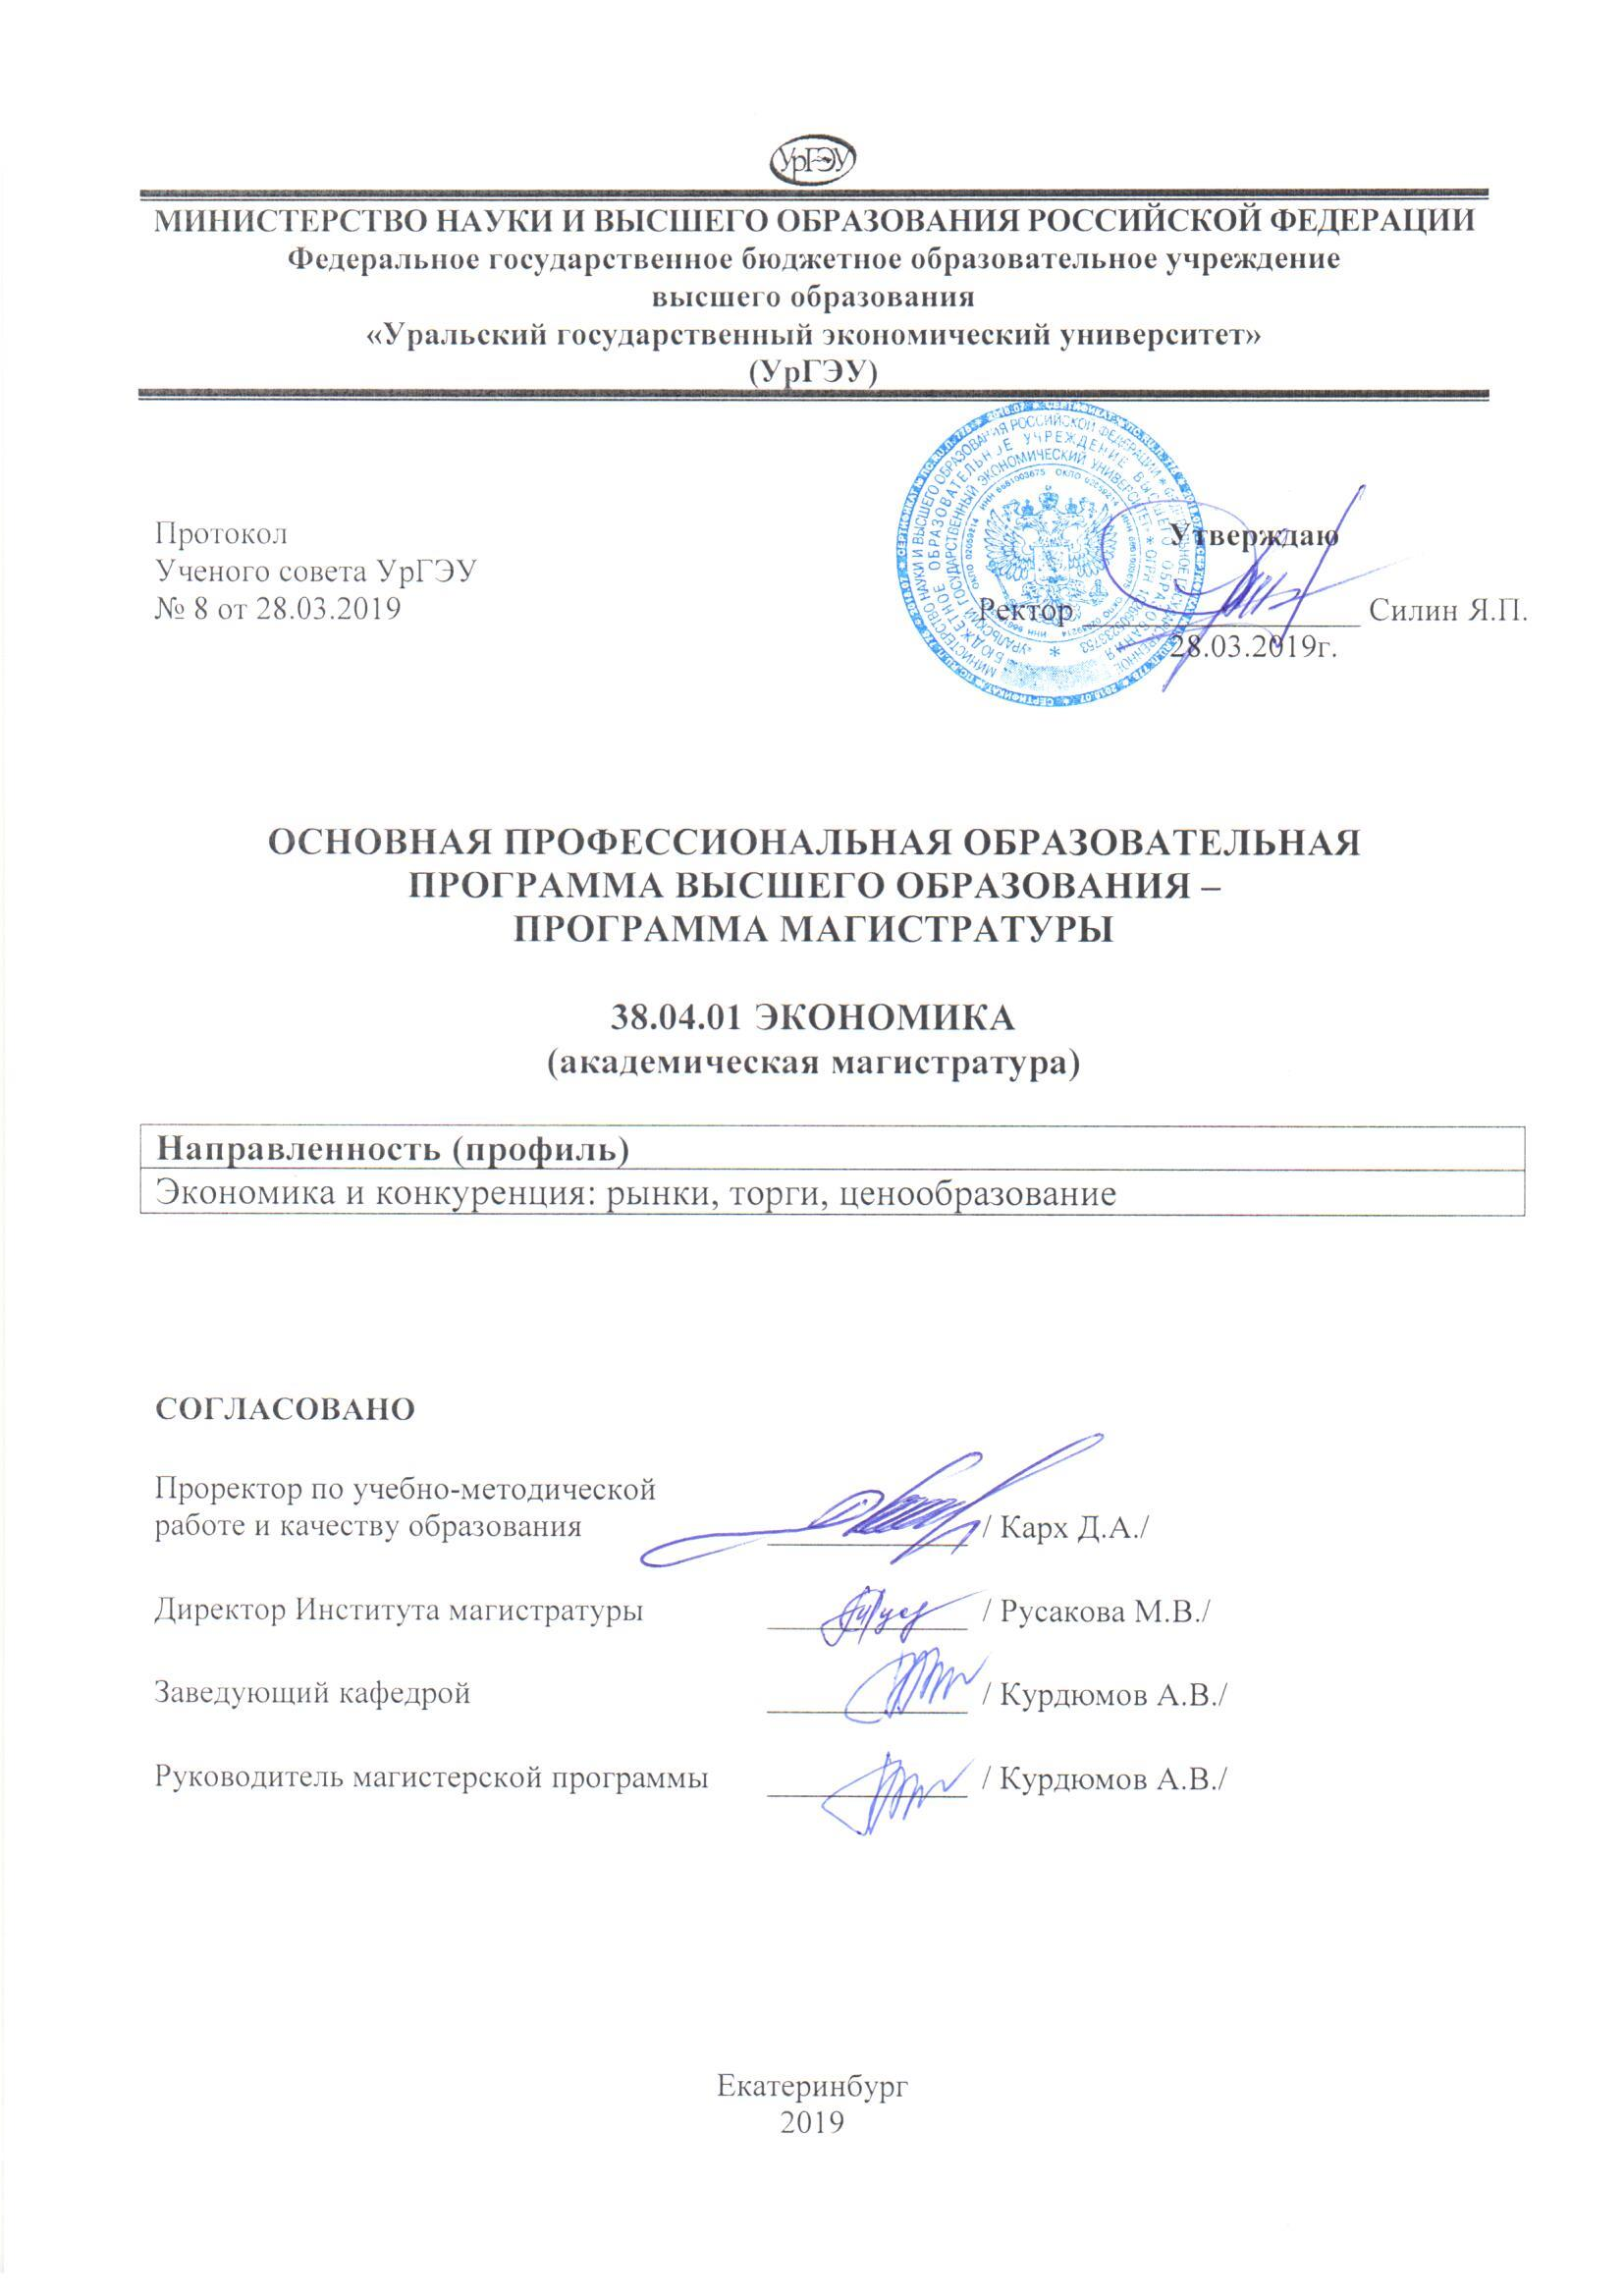 УрГЭУ
МИНИСТЕРСТВО НАУКИ И ВЫСШЕГО ОБРАЗОВАНИЯ РОССИЙСКОЙ ФЕДЕРАЦИИ
Федеральное государственное бюджетное образовательное учреждение
высшего образования
«Уральский государственный экономический университет»
(УрГЭУ)
Протокол
Ученого совета УрГЭУ
№ 8 от 28.03.2019
Утверждаю
Ректор Силин Я.П.
28.03.2019г.
ОСНОВНАЯ ПРОФЕССИОНАЛЬНАЯ ОБРАЗОВАТЕЛЬНАЯ
ПРОГРАММА ВЫСШЕГО ОБРАЗОВАНИЯ –
ПРОГРАММА МАГИСТРАТУРЫ
38.04.01 ЭКОНОМИКА
(академическая магистратура)
Направленность (профиль)
Экономика и конкуренция: рынки, торги, ценообразование
СОГЛАСОВАНО
Проректор по учебно-методической
работе и качеству образования / Карх Д.А./
Директор Института магистратуры / Русакова М.В./
Заведующий кафедрой / Курдюмов А.В./
Руководитель магистерской программы / Курдюмов А.В./
Екатеринбург
2019